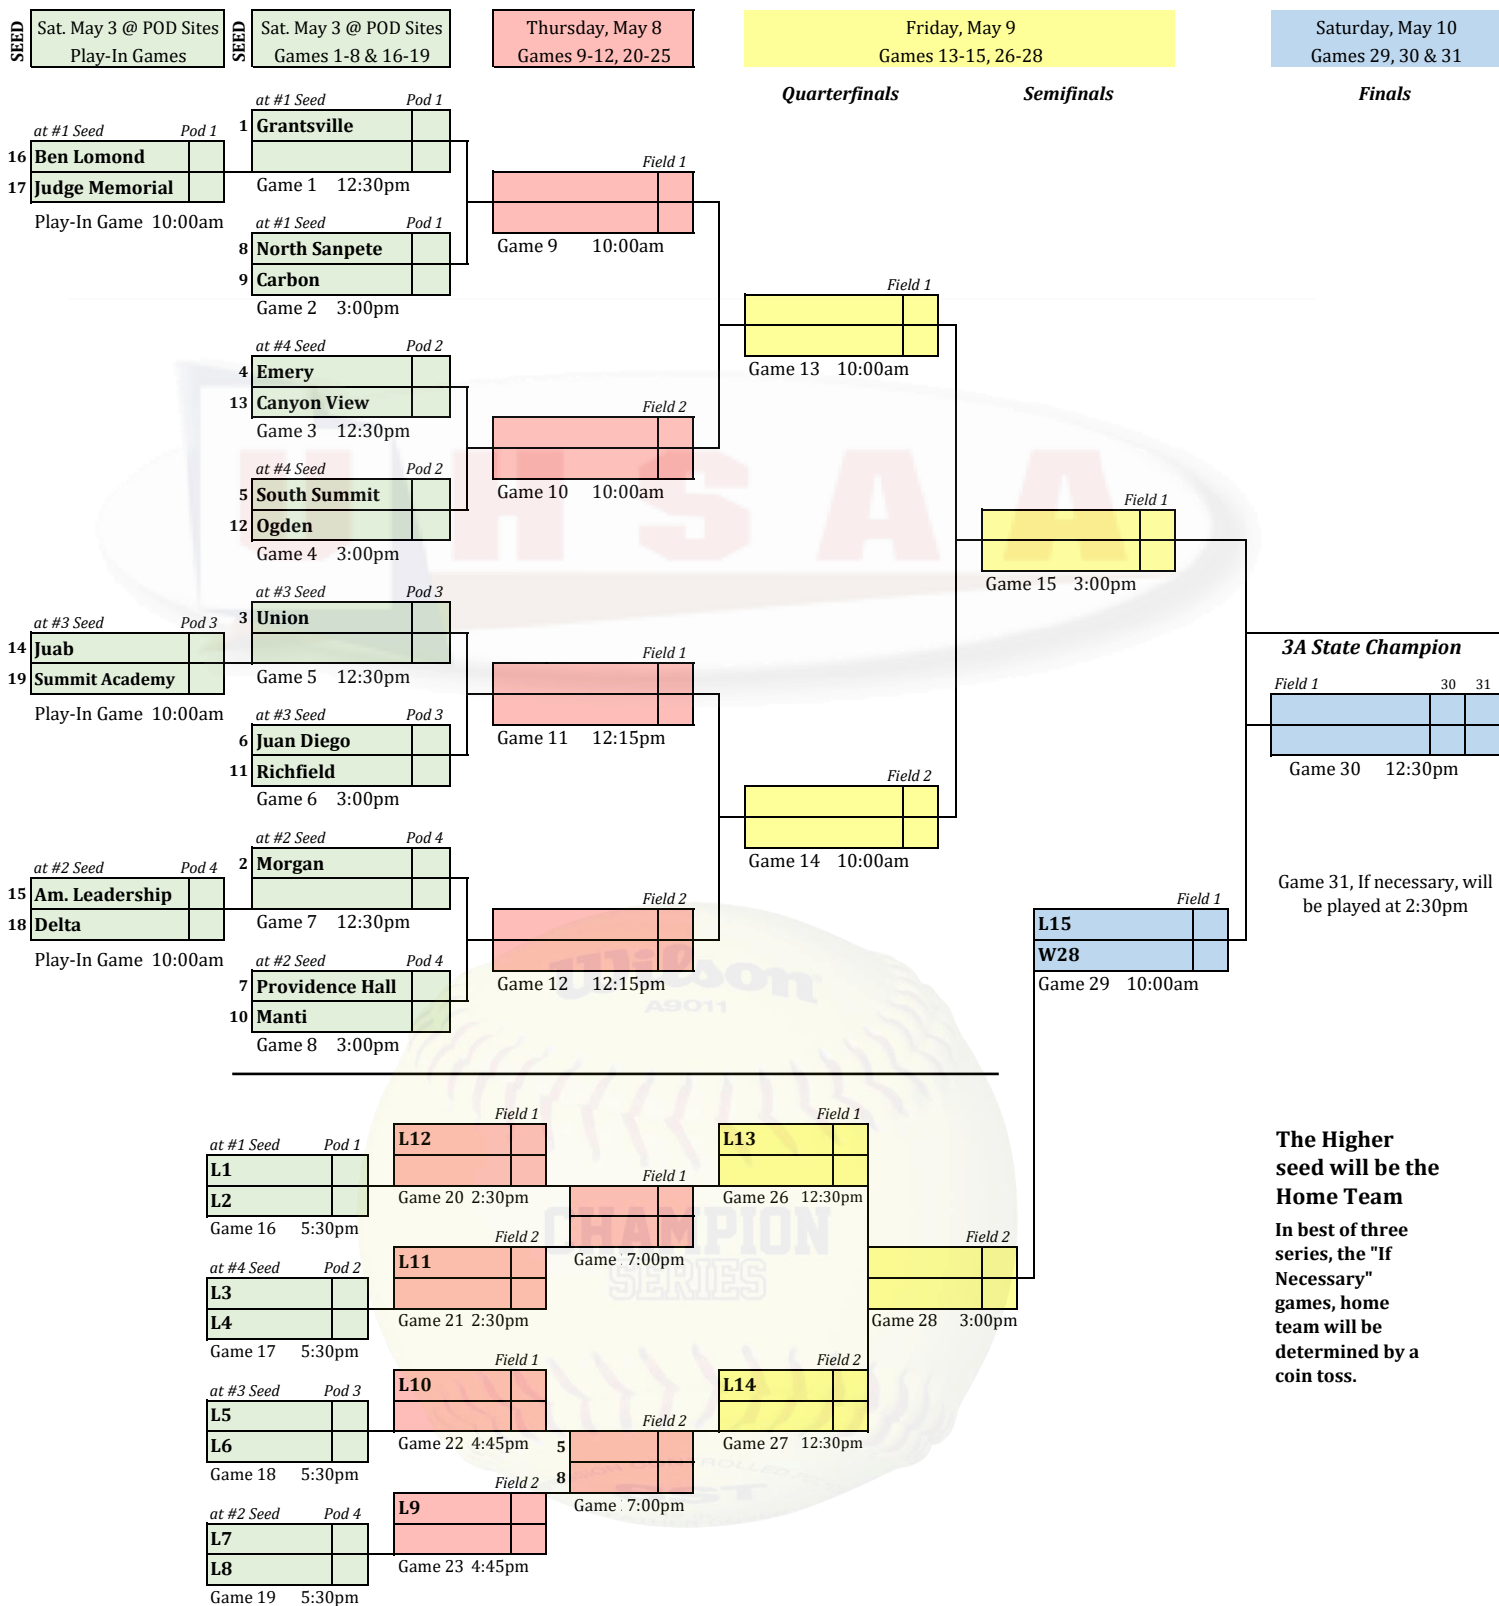 SEED
Sat. May 3 @ POD Sites
Play-In Games
SEED
Sat. May 3 @ POD Sites
Games 1-8 & 16-19
Thursday, May 8
Games 9-12, 20-25
Friday, May 9
Games 13-15, 26-28
Saturday, May 10
Games 29, 30 & 31
Quarterfinals
Semifinals
Finals
at #1 Seed Pod 1
16 Ben Lomond
17 Judge Memorial
Play-In Game 10:00am
at #1 Seed Pod 1
1 Grantsville
Game 1 12:30pm
at #1 Seed Pod 1
8 North Sanpete
9 Carbon
Game 2 3:00pm
at #4 Seed Pod 2
4 Emery
13 Canyon View
Game 3 12:30pm
at #4 Seed Pod 2
5 South Summit
12 Ogden
Game 4 3:00pm
at #3 Seed Pod 3
14 Juab
19 Summit Academy
Play-In Game 10:00am
at #3 Seed Pod 3
3 Union
Game 5 12:30pm
at #3 Seed Pod 3
6 Juan Diego
11 Richfield
Game 6 3:00pm
at #2 Seed Pod 4
15 Am. Leadership
18 Delta
Play-In Game 10:00am
at #2 Seed Pod 4
2 Morgan
Game 7 12:30pm
at #2 Seed Pod 4
7 Providence Hall
10 Manti
Game 8 3:00pm
Field 1
Game 9 10:00am
Field 2
Game 10 10:00am
Field 1
Game 11 12:15pm
Field 2
Game 12 12:15pm
Field 1
Game 13 10:00am
Field 2
Game 14 10:00am
Field 1
Game 15 3:00pm
3A State Champion
Field 1 30 31
Game 30 12:30pm
Game 31, If necessary, will
be played at 2:30pm
Field 1
L15
W28
Game 29 10:00am
UHSAA
Wilson
A9011
CHAMPION
SERIES
at #1 Seed Pod 1
L1
L2
Game 16 5:30pm
at #4 Seed Pod 2
L3
L4
Game 17 5:30pm
at #3 Seed Pod 3
L5
L6
Game 18 5:30pm
at #2 Seed Pod 4
L7
L8
Game 19 5:30pm
Field 1
L12
Game 20 2:30pm
Field 2
L11
Game 21 2:30pm
Field 1
L10
Game 22 4:45pm
Field 2
L9
Game 23 4:45pm
Field 1
Game 7:00pm
Field 2
5
8
Game 7:00pm
Field 1
L13
Game 26 12:30pm
Field 2
L14
Game 27 12:30pm
Field 2
Game 28 3:00pm
The Higher
seed will be the
Home Team
In best of three
series, the "If
Necessary"
games, home
team will be
determined by a
coin toss.